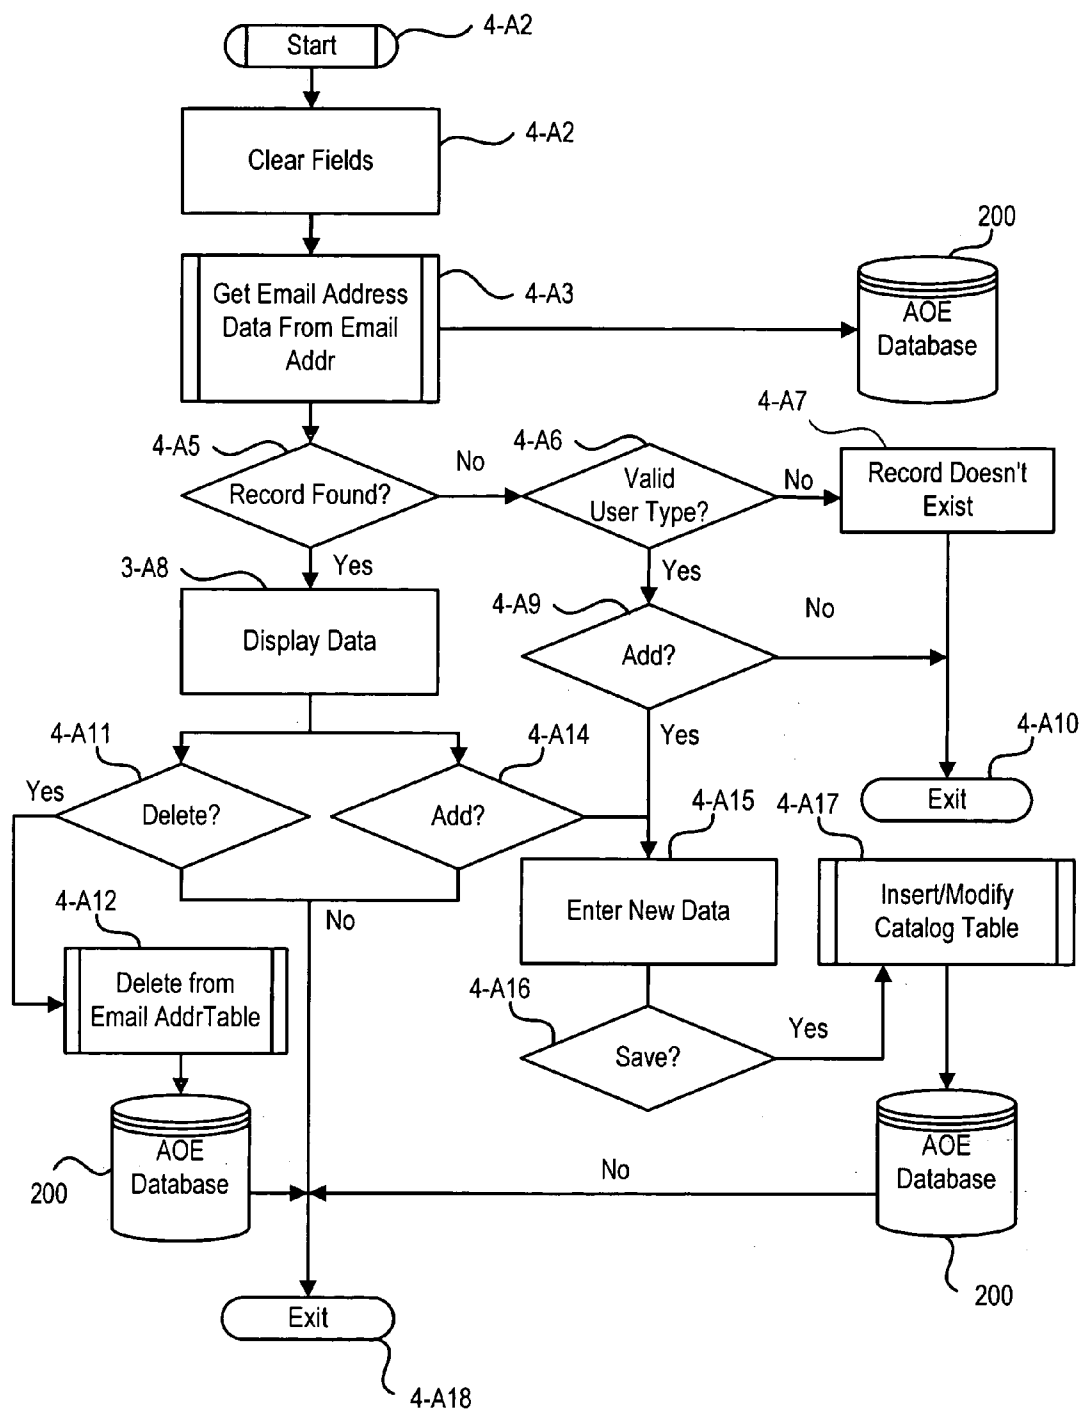 4-A2
Start
4-A2
Clear Fields
200
4-A3
Get Email Address
Data From Email
Addr
AOE
Database
4-A7
4-A5
4-A6
No
Record Found?
Valid
User Type?
No
Record Doesn't
Exist
Yes
Yes
3-A8
4-A9
No
Display Data
Add?
4-A11
4-A14
Yes
4-A10
Yes
Delete?
Add?
4-A15
4-A17
Exit
4-A12
No
Enter New Data
Insert/Modify
Catalog Table
Delete from
Email AddrTable
4-A16
Yes
Save?
AOE
Database
200
No
AOE
Database
200
Exit
4-A18